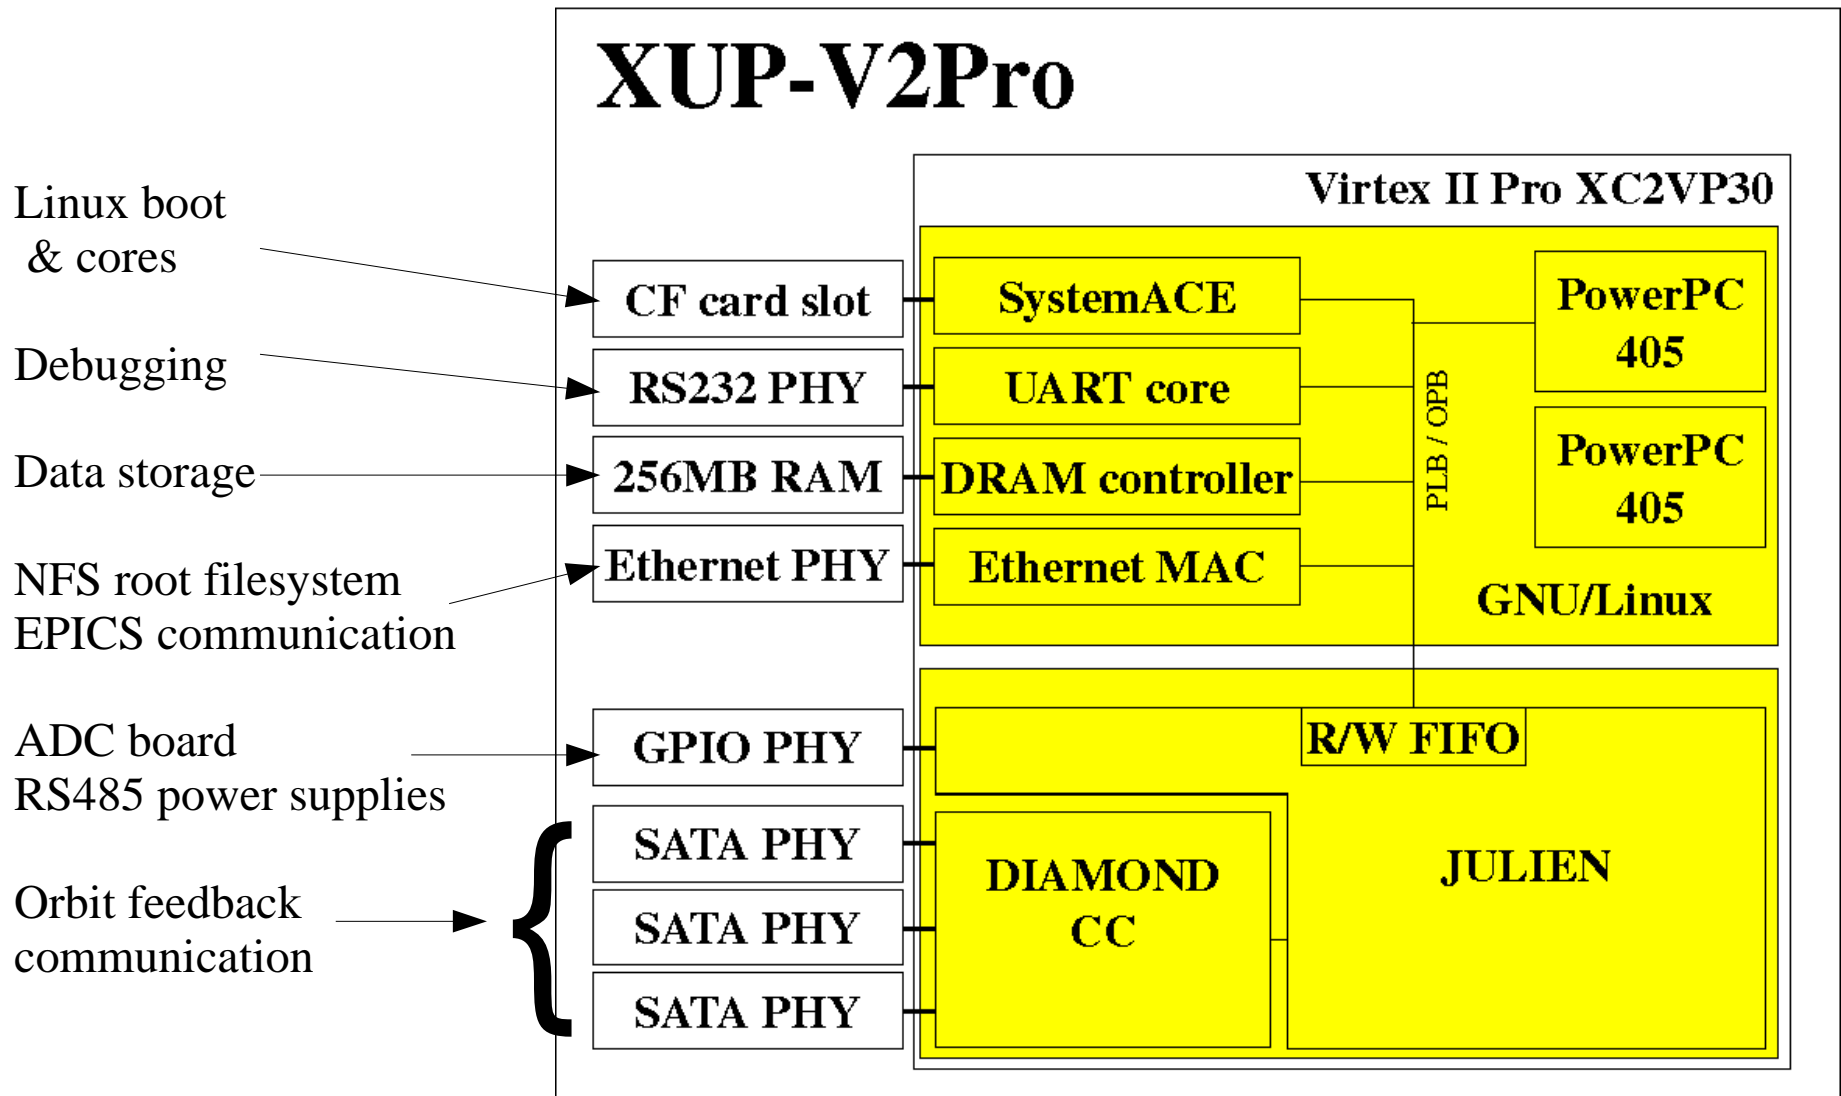 XUP-V2Pro
Virtex II Pro XC2VP30
Linux boot
& cores
CF card slot
SystemACE
PowerPC
405
Debugging
RS232 PHY
UART core
PLB / OPB
Data storage
256MB RAM
DRAM controller
PowerPC
405
NFS root filesystem
EPICS communication
Ethernet PHY
Ethernet MAC
GNU/Linux
ADC board
RS485 power supplies
GPIO PHY
R/W FIFO
Orbit feedback
communication
{
SATA PHY
SATA PHY
SATA PHY
DIAMOND
CC
JULIEN